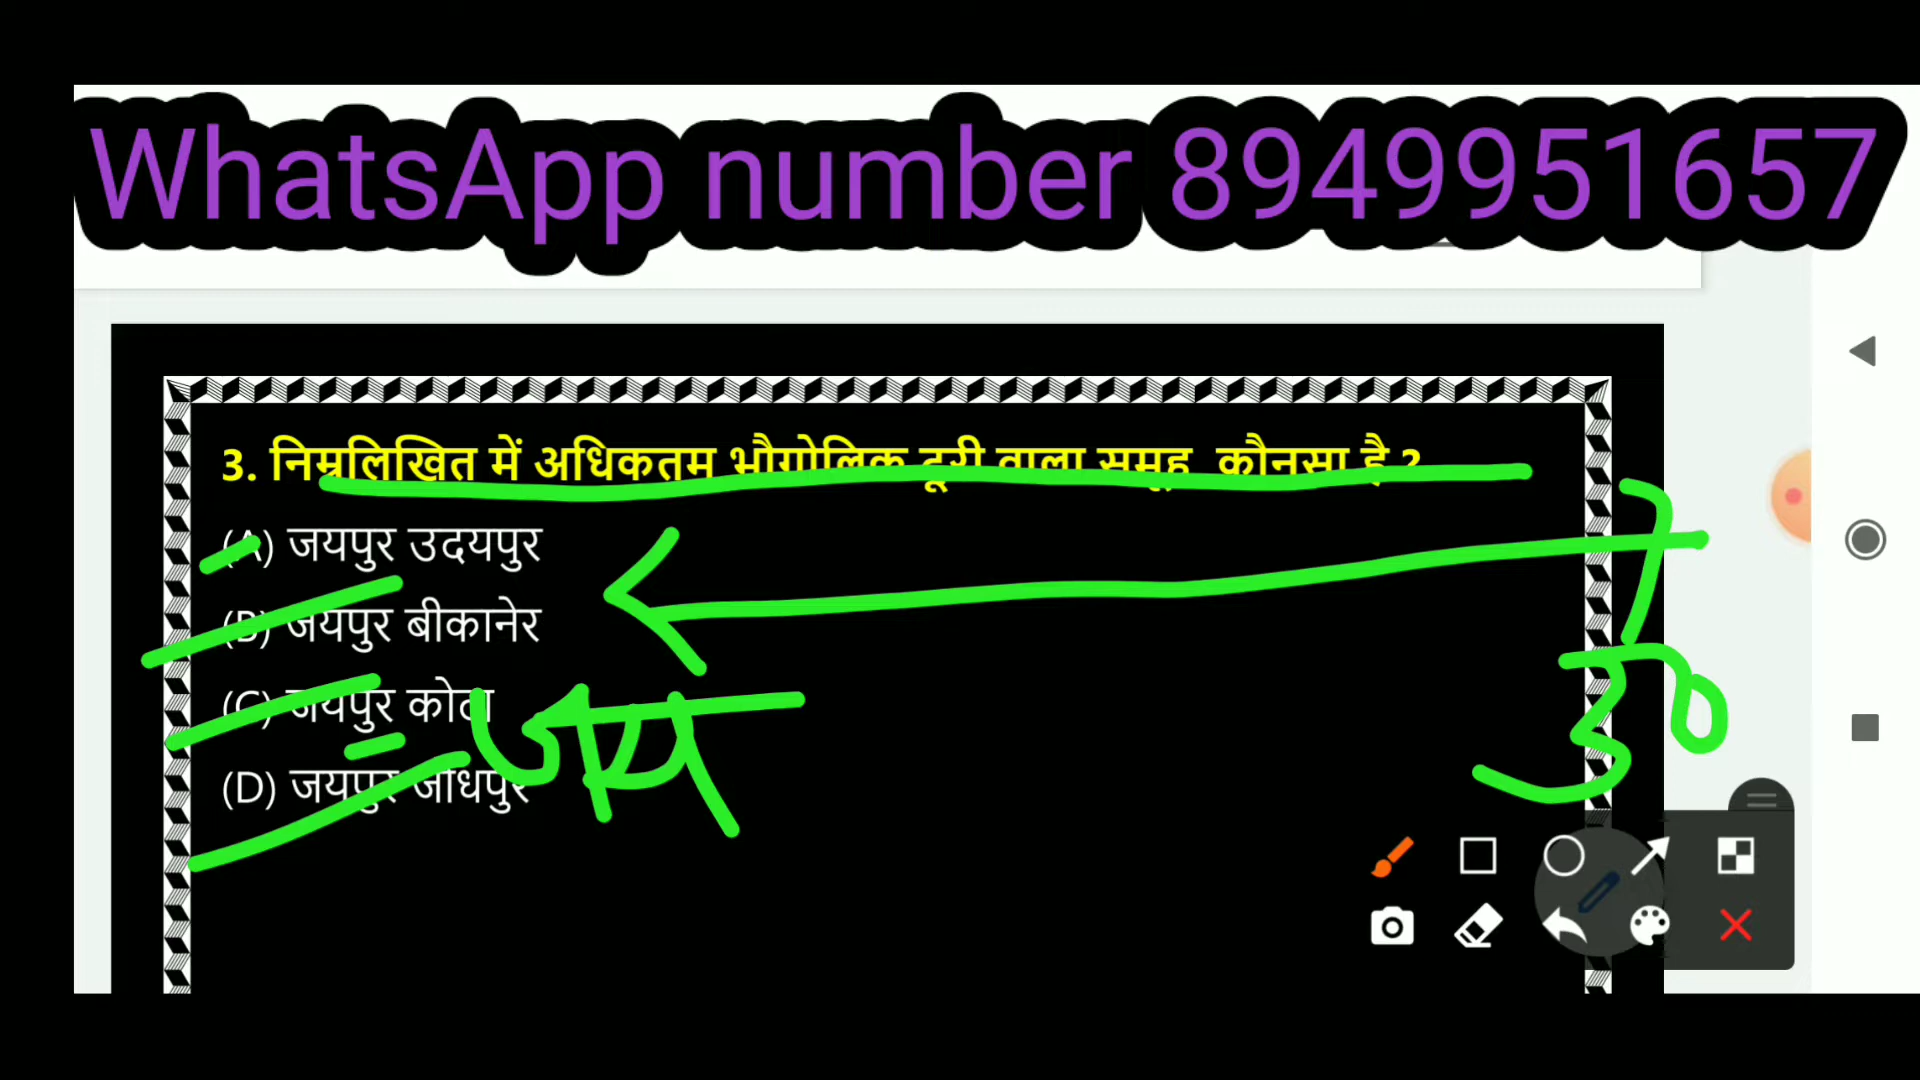 WhatsApp number 8949951657
3. निम्नलिखित में अधिकतम भौगोलिक दूरी वाला समूह कौनसा है ?
(A) जयपुर उदयपुर
(B) जयपुर बीकानेर
(C) जयपुर कोटा
(D) जयपुर जोधपुर